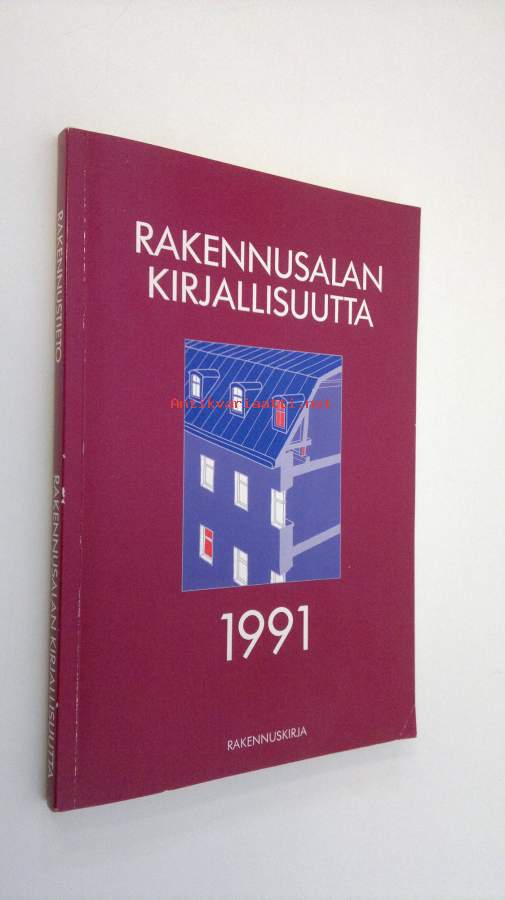 RAKENNUSALAN
KIRJALLISUUTTA
Antikvariaatti.net
1991
RAKENNUSKIRJA
RAKENNUSTIETO
RAKENNUSALAN KIRJALLISUUTTA